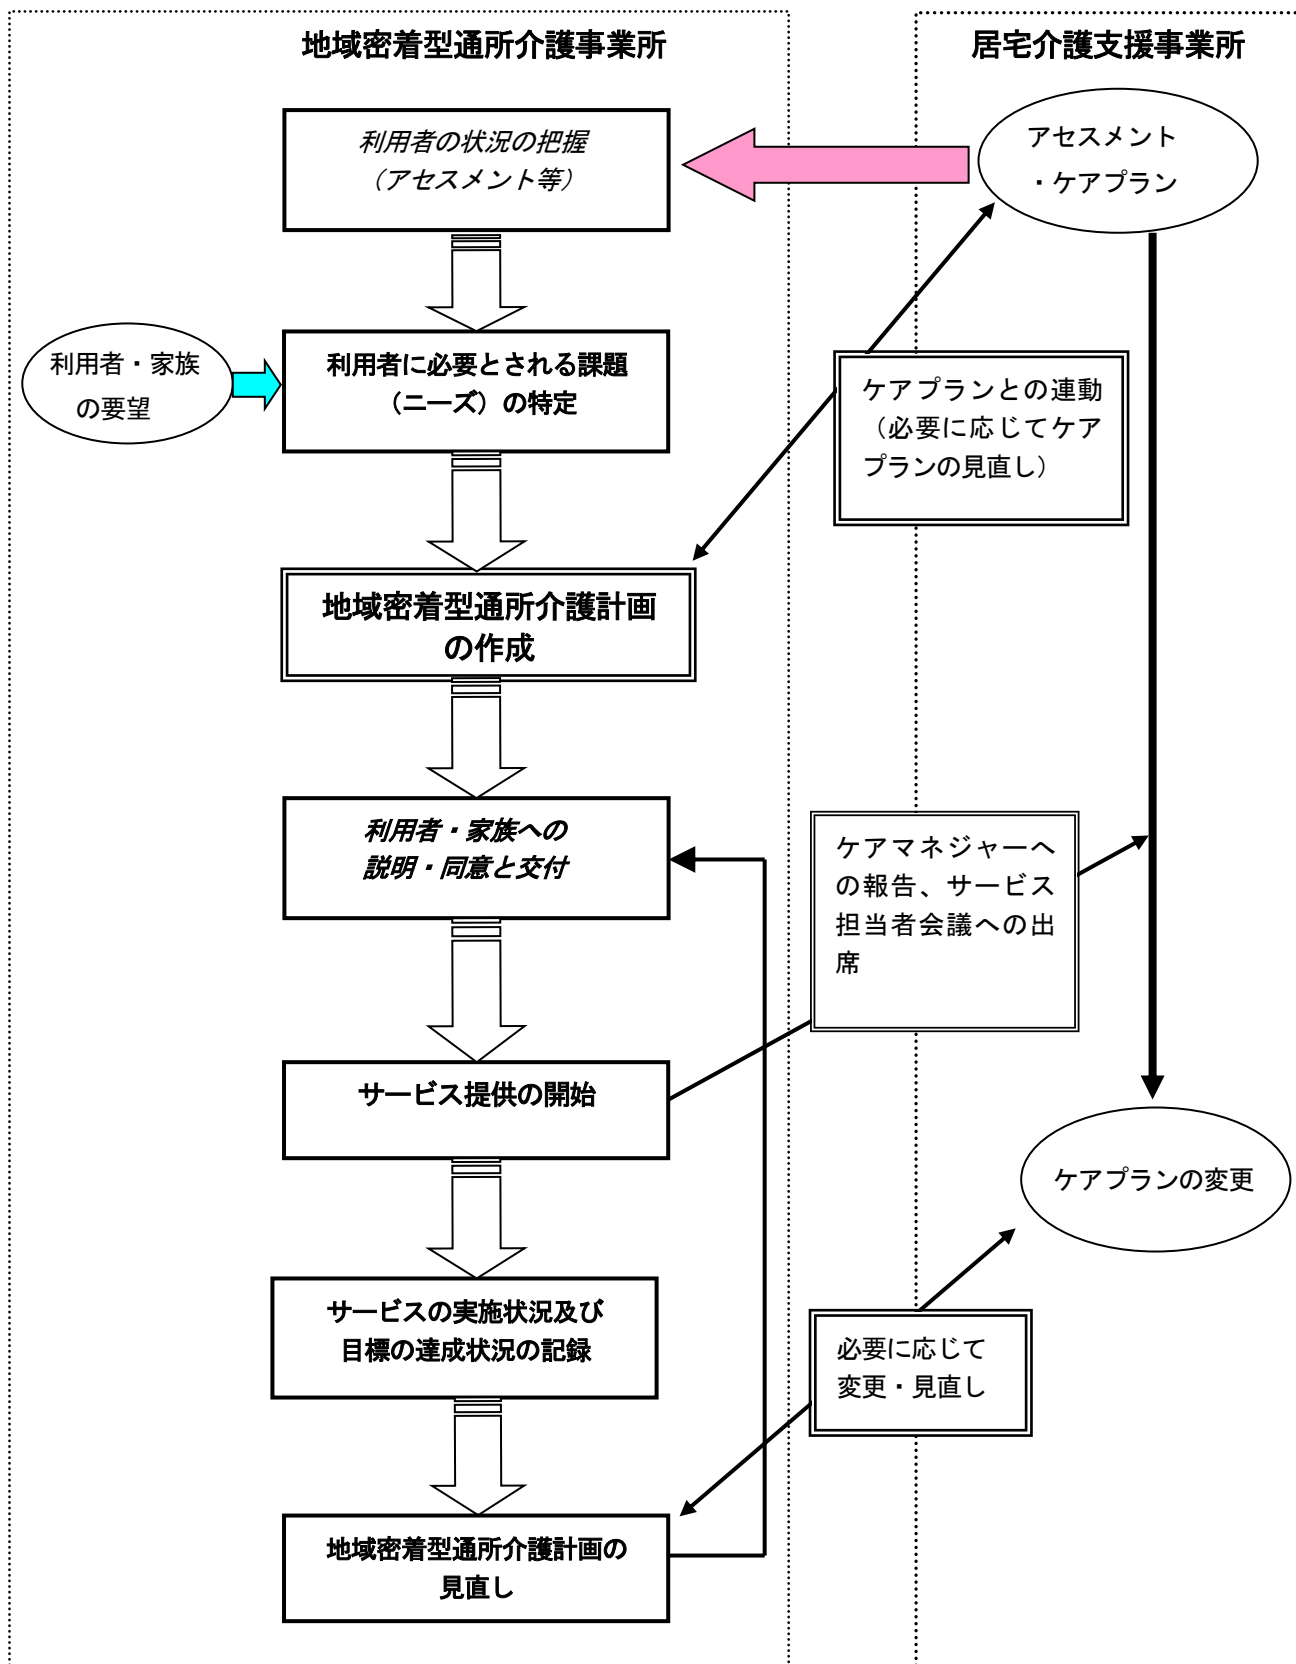 地域密着型通所介護事業所
居宅介護支援事業所
利用者の状況の把握
（アセスメント等）
アセスメント
・ケアプラン
利用者・家族
の要望
利用者に必要とされる課題
（ニーズ）の特定
ケアプランとの連動
（必要に応じてケア
プランの見直し）
地域密着型通所介護計画
の作成
利用者・家族への
説明・同意と交付
ケアマネジャーへ
の報告、サービス
担当者会議への出
席
サービス提供の開始
ケアプランの変更
サービスの実施状況及び
目標の達成状況の記録
必要に応じて
変更・見直し
地域密着型通所介護計画の
見直し